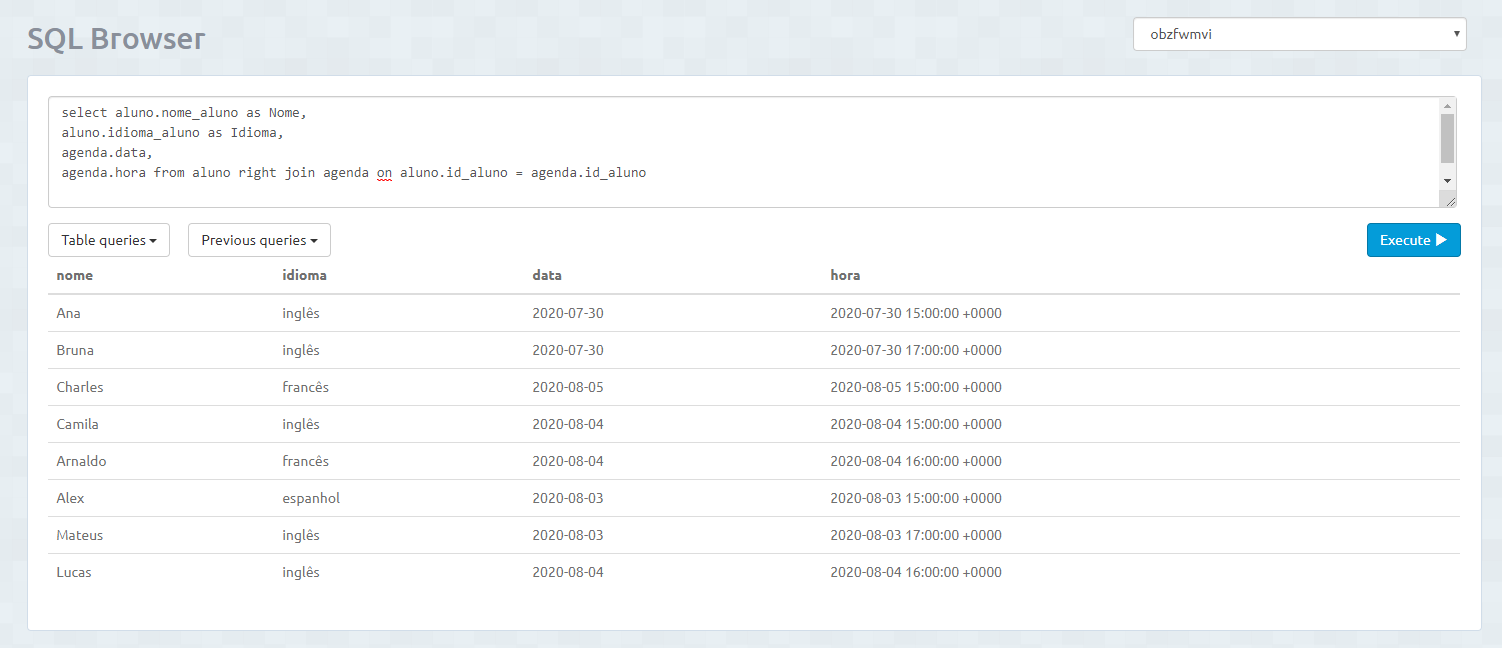 SQL Browser
obzfwmvi
select aluno.nome_aluno as Nome,
aluno.idioma_aluno as Idioma,
agenda.data,
agenda.hora from aluno right join agenda on aluno.id_aluno = agenda.id_aluno
Table queries Previous queries Execute
nome idioma data hora
Ana inglês 2020-07-30 2020-07-30 15:00:00 +0000
Bruna inglês 2020-07-30 2020-07-30 17:00:00 +0000
Charles francês 2020-08-05 2020-08-05 15:00:00 +0000
Camila inglês 2020-08-04 2020-08-04 15:00:00 +0000
Arnaldo francês 2020-08-04 2020-08-04 16:00:00 +0000
Alex espanhol 2020-08-03 2020-08-03 15:00:00 +0000
Mateus inglês 2020-08-03 2020-08-03 17:00:00 +0000
Lucas inglês 2020-08-04 2020-08-04 16:00:00 +0000